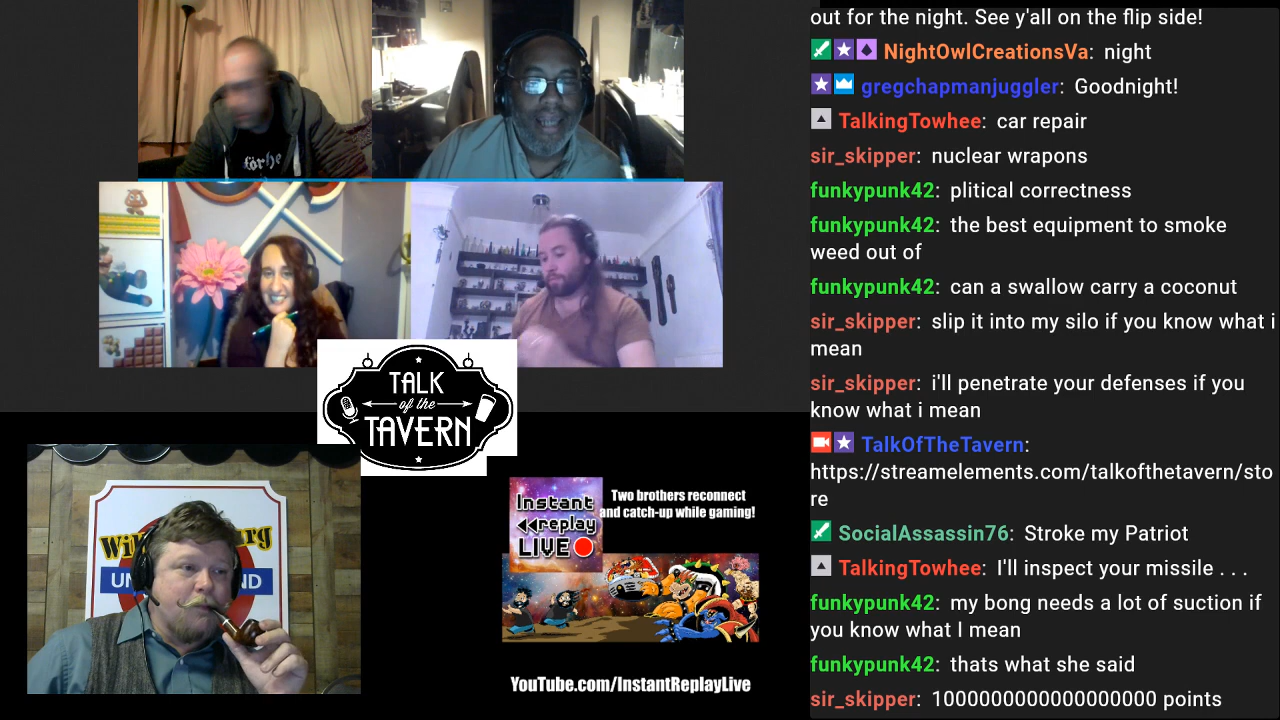 out for the night. See y'all on the flip side!
NightOwlCreationsVa: night
gregchapmanjuggler: Goodnight!
TalkingTowhee: car repair
sir_skipper: nuclear wrapons
funkypunk42: plitical correctness
funkypunk42: the best equipment to smoke
weed out of
funkypunk42: can a swallow carry a coconut
sir_skipper: slip it into my silo if you know what i
mean
sir_skipper: i'll penetrate your defenses if you
know what i mean
TalkOfTheTavern:
https://streamelements.com/talkofthetavern/sto
re
SocialAssassin76: Stroke my Patriot
TalkingTowhee: I'll inspect your missile . . .
funkypunk42: my bong needs a lot of suction if
you know what I mean
funkypunk42: thats what she said
sir_skipper: 1000000000000000000 points
TALK
of the
TAVERN
Instant
replay
LIVE
Two brothers reconnect
and catch-up while gaming!
YouTube.com/InstantReplayLive